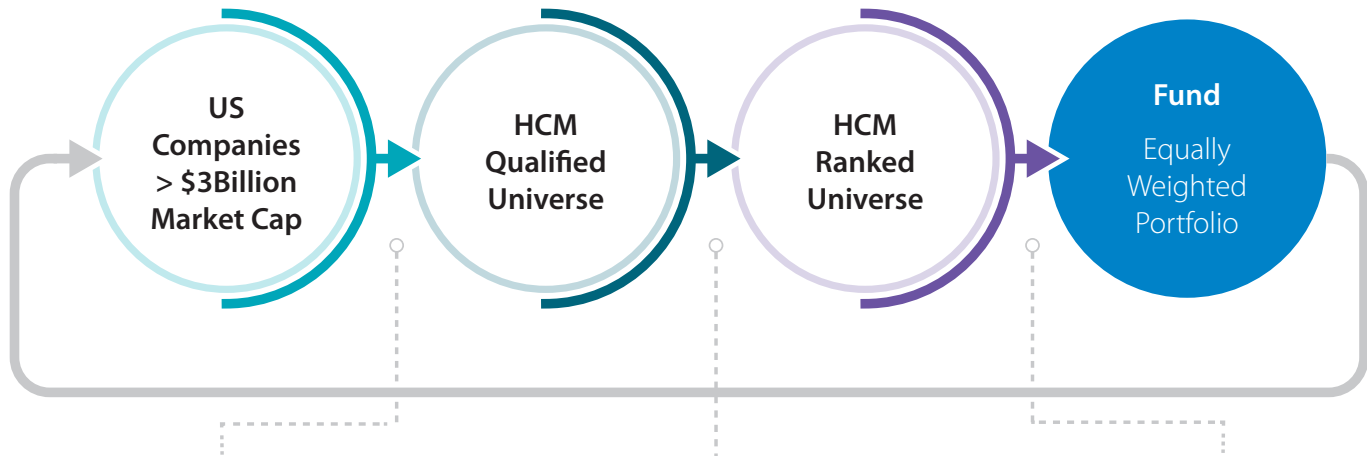 US
Companies
> $3Billion
Market Cap
HCM
Qualified
Universe
HCM
Ranked
Universe
Fund
Equally
Weighted
Portfolio